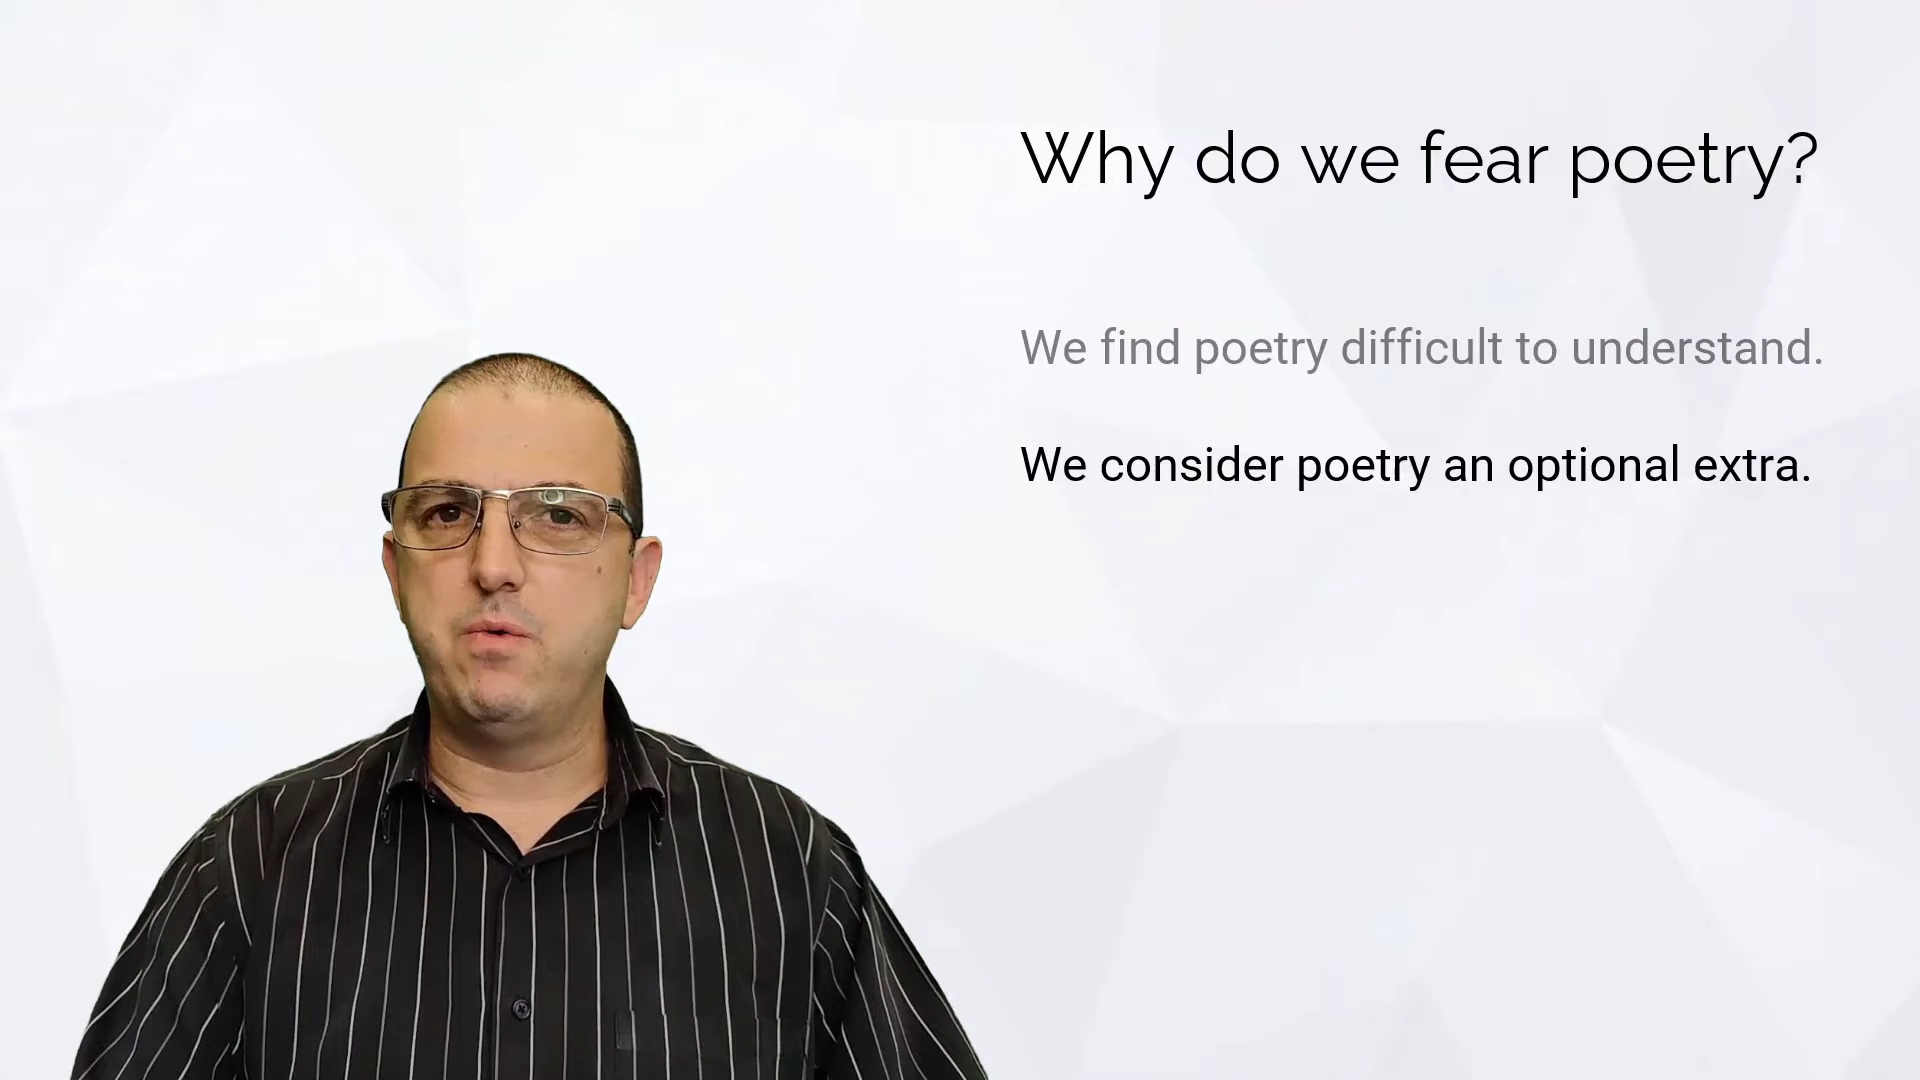 Why do we fear poetry?
We find poetry difficult to understand.
We consider poetry an optional extra.